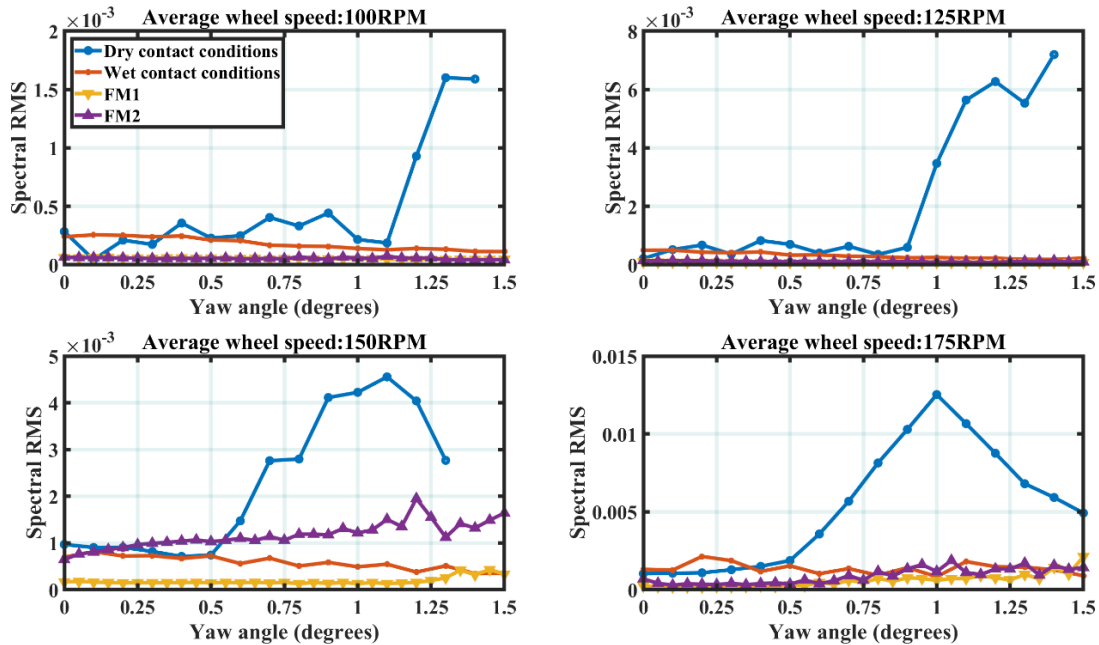 Average wheel speed:100RPM
×10⁻³
2
1.5
1
0.5
0
Spectral RMS
Dry contact conditions
Wet contact conditions
FM1
FM2
0 0.25 0.5 0.75 1 1.25 1.5
Yaw angle (degrees)
Average wheel speed:125RPM
×10⁻³
8
6
4
2
0
Spectral RMS
0 0.25 0.5 0.75 1 1.25 1.5
Yaw angle (degrees)
Average wheel speed:150RPM
×10⁻³
5
4
3
2
1
0
Spectral RMS
0 0.25 0.5 0.75 1 1.25 1.5
Yaw angle (degrees)
Average wheel speed:175RPM
0.015
0.01
0.005
0
Spectral RMS
0 0.25 0.5 0.75 1 1.25 1.5
Yaw angle (degrees)